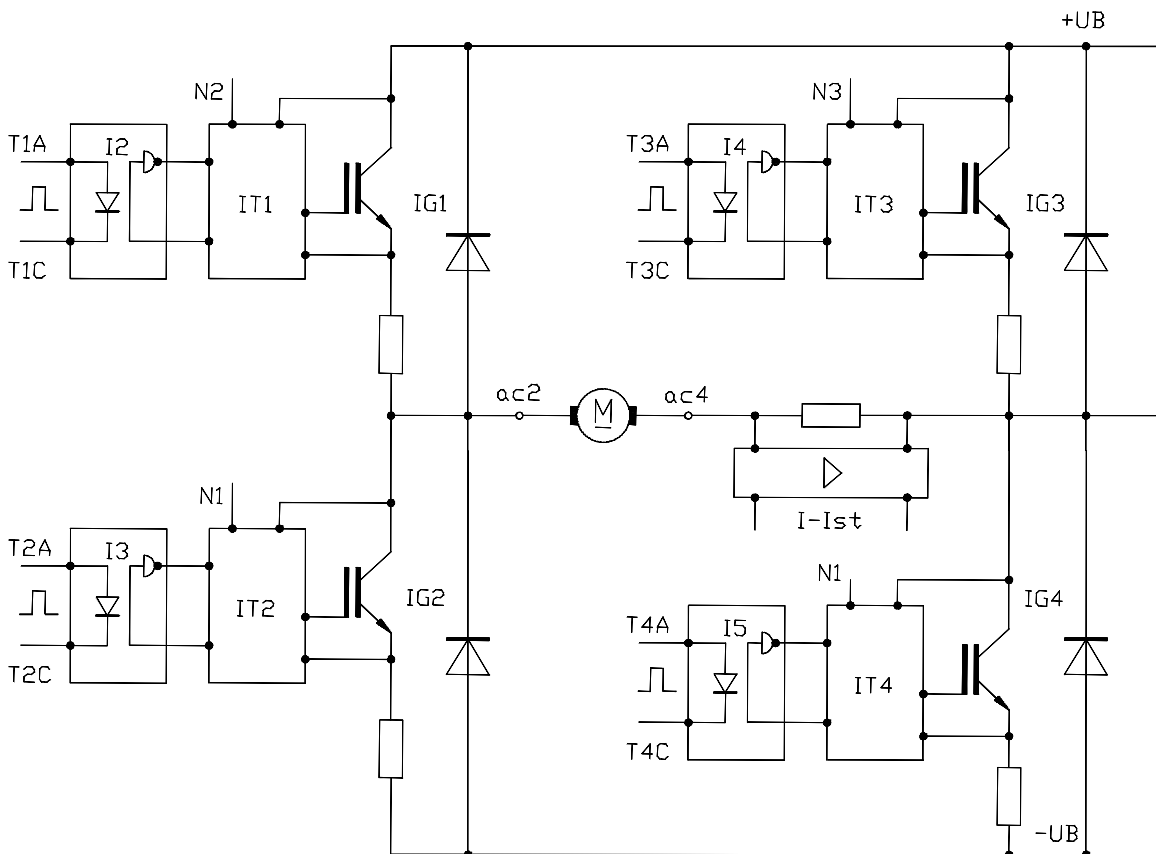 +UB
N2
N3
T1A
I2
IT1
IG1
T1C
T3A
I4
IT3
IG3
T3C
ac2
M
ac4
I-Ist
N1
T2A
I3
IT2
IG2
T2C
N1
IG4
T4A
I5
IT4
T4C
-UB